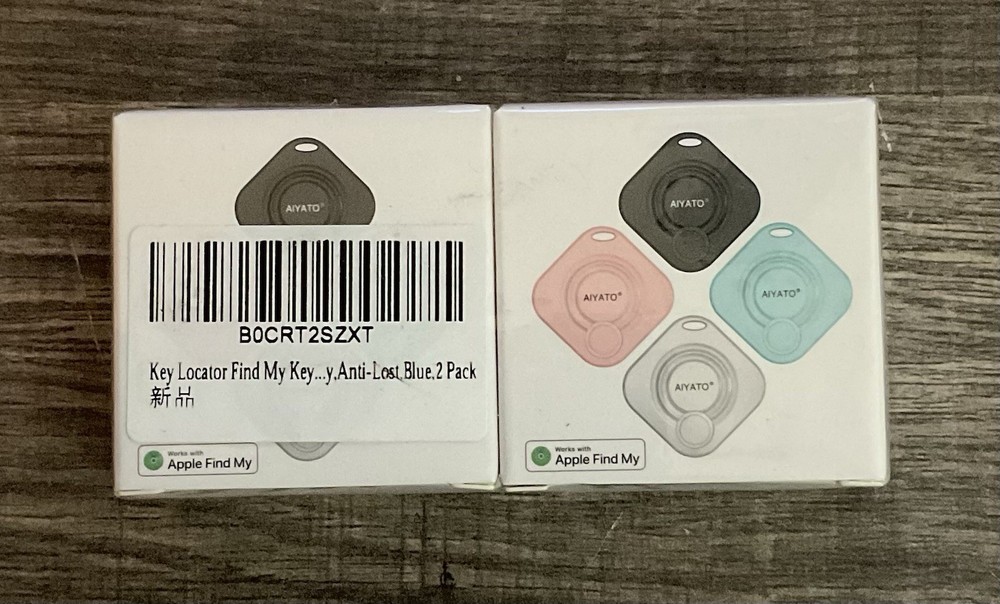 AIYATO®
B0CRT2SZXT
Key Locator Find My Key...y,Anti-Lost,Blue,2 Pack
新品
Works with
Apple Find My
AIYATO®
AIYATO®
AIYATO®
AIYATO®
Works with
Apple Find My